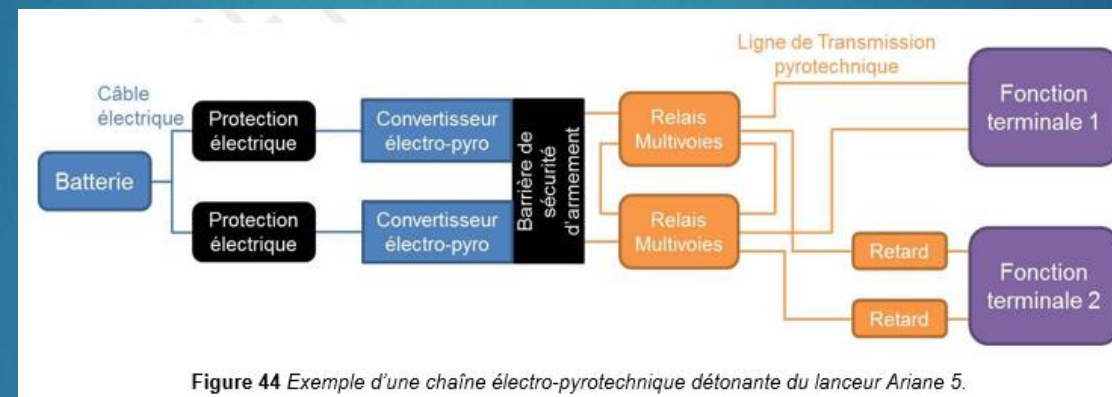 Ligne de Transmission
pyrotechnique
Câble
électrique
Batterie
Protection
électrique
Convertisseur
électro-pyro
Barrière de
sécurité
d'armement
Relais
Multivoies
Fonction
terminale 1
Protection
électrique
Convertisseur
électro-pyro
Relais
Multivoies
Retard
Retard
Fonction
terminale 2
Figure 44 Exemple d'une chaîne électro-pyrotechnique détonante du lanceur Ariane 5.